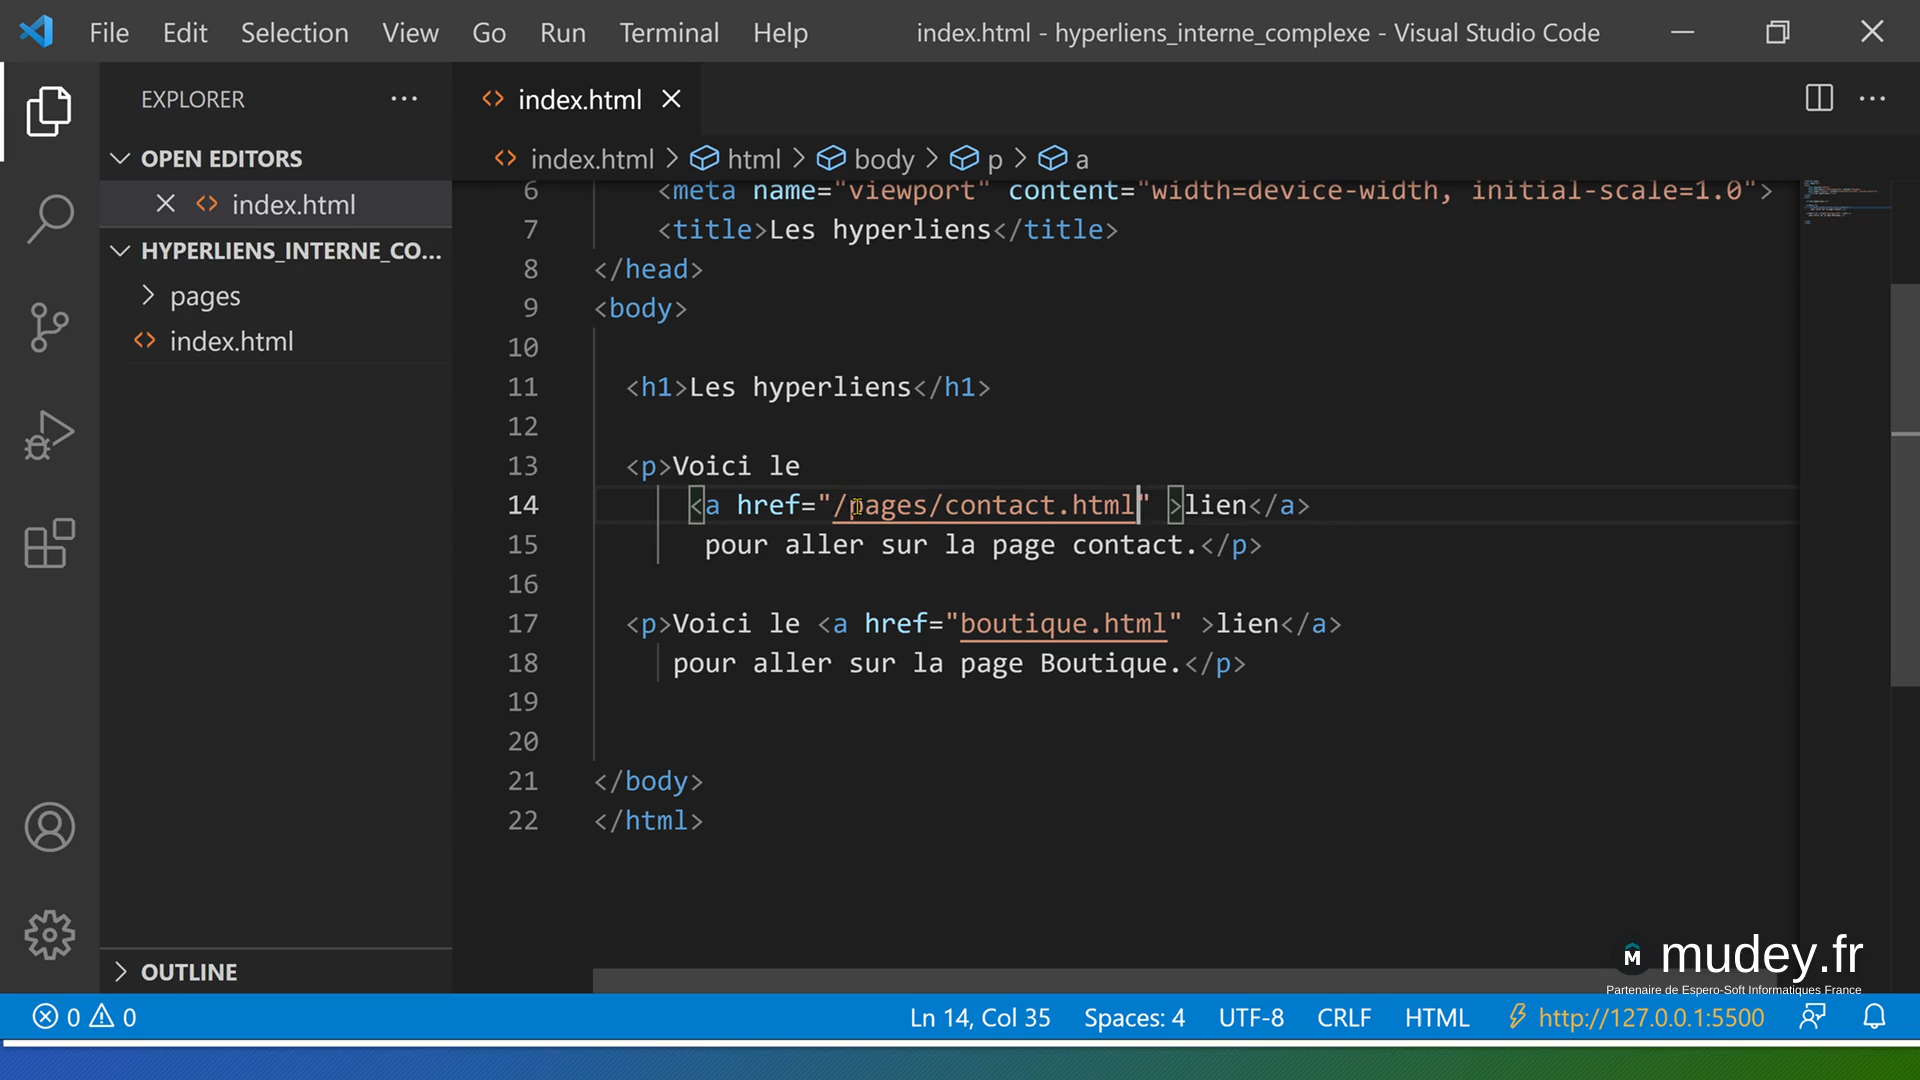 File Edit Selection View Go Run Terminal Help index.html - hyperliens_interne_complexe - Visual Studio Code
EXPLORER
OPEN EDITORS
index.html
HYPERLIENS_INTERNE_CO...
pages
index.html
OUTLINE
index.html
index.html > html > body > p > a
6 <meta name="viewport" content="width=device-width, initial-scale=1.0">
7 <title>Les hyperliens</title>
8 </head>
9 <body>
10
11 <h1>Les hyperliens</h1>
12
13 <p>Voici le
14 <a href="/pages/contact.html" >lien</a>
15 pour aller sur la page contact.</p>
16
17 <p>Voici le <a href="boutique.html" >lien</a>
18 pour aller sur la page Boutique.</p>
19
20
21 </body>
22 </html>
M mudey.fr
Partenaire de Espero-Soft Informatiques France
0 0 Ln 14, Col 35 Spaces: 4 UTF-8 CRLF HTML http://127.0.0.1:5500